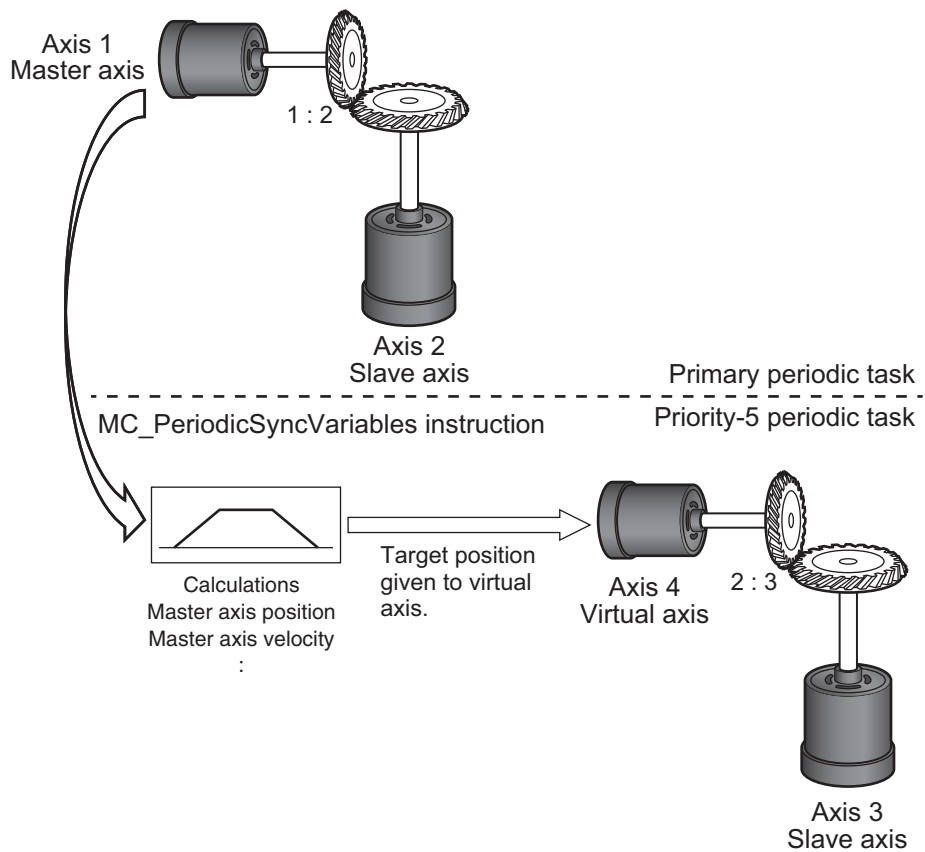 Axis 1
Master axis
1 : 2
Axis 2
Slave axis
Primary periodic task
MC_PeriodicSyncVariables instruction
Priority-5 periodic task
Calculations
Master axis position
Master axis velocity
:
Target position
given to virtual
axis.
Axis 4
Virtual axis
2 : 3
Axis 3
Slave axis